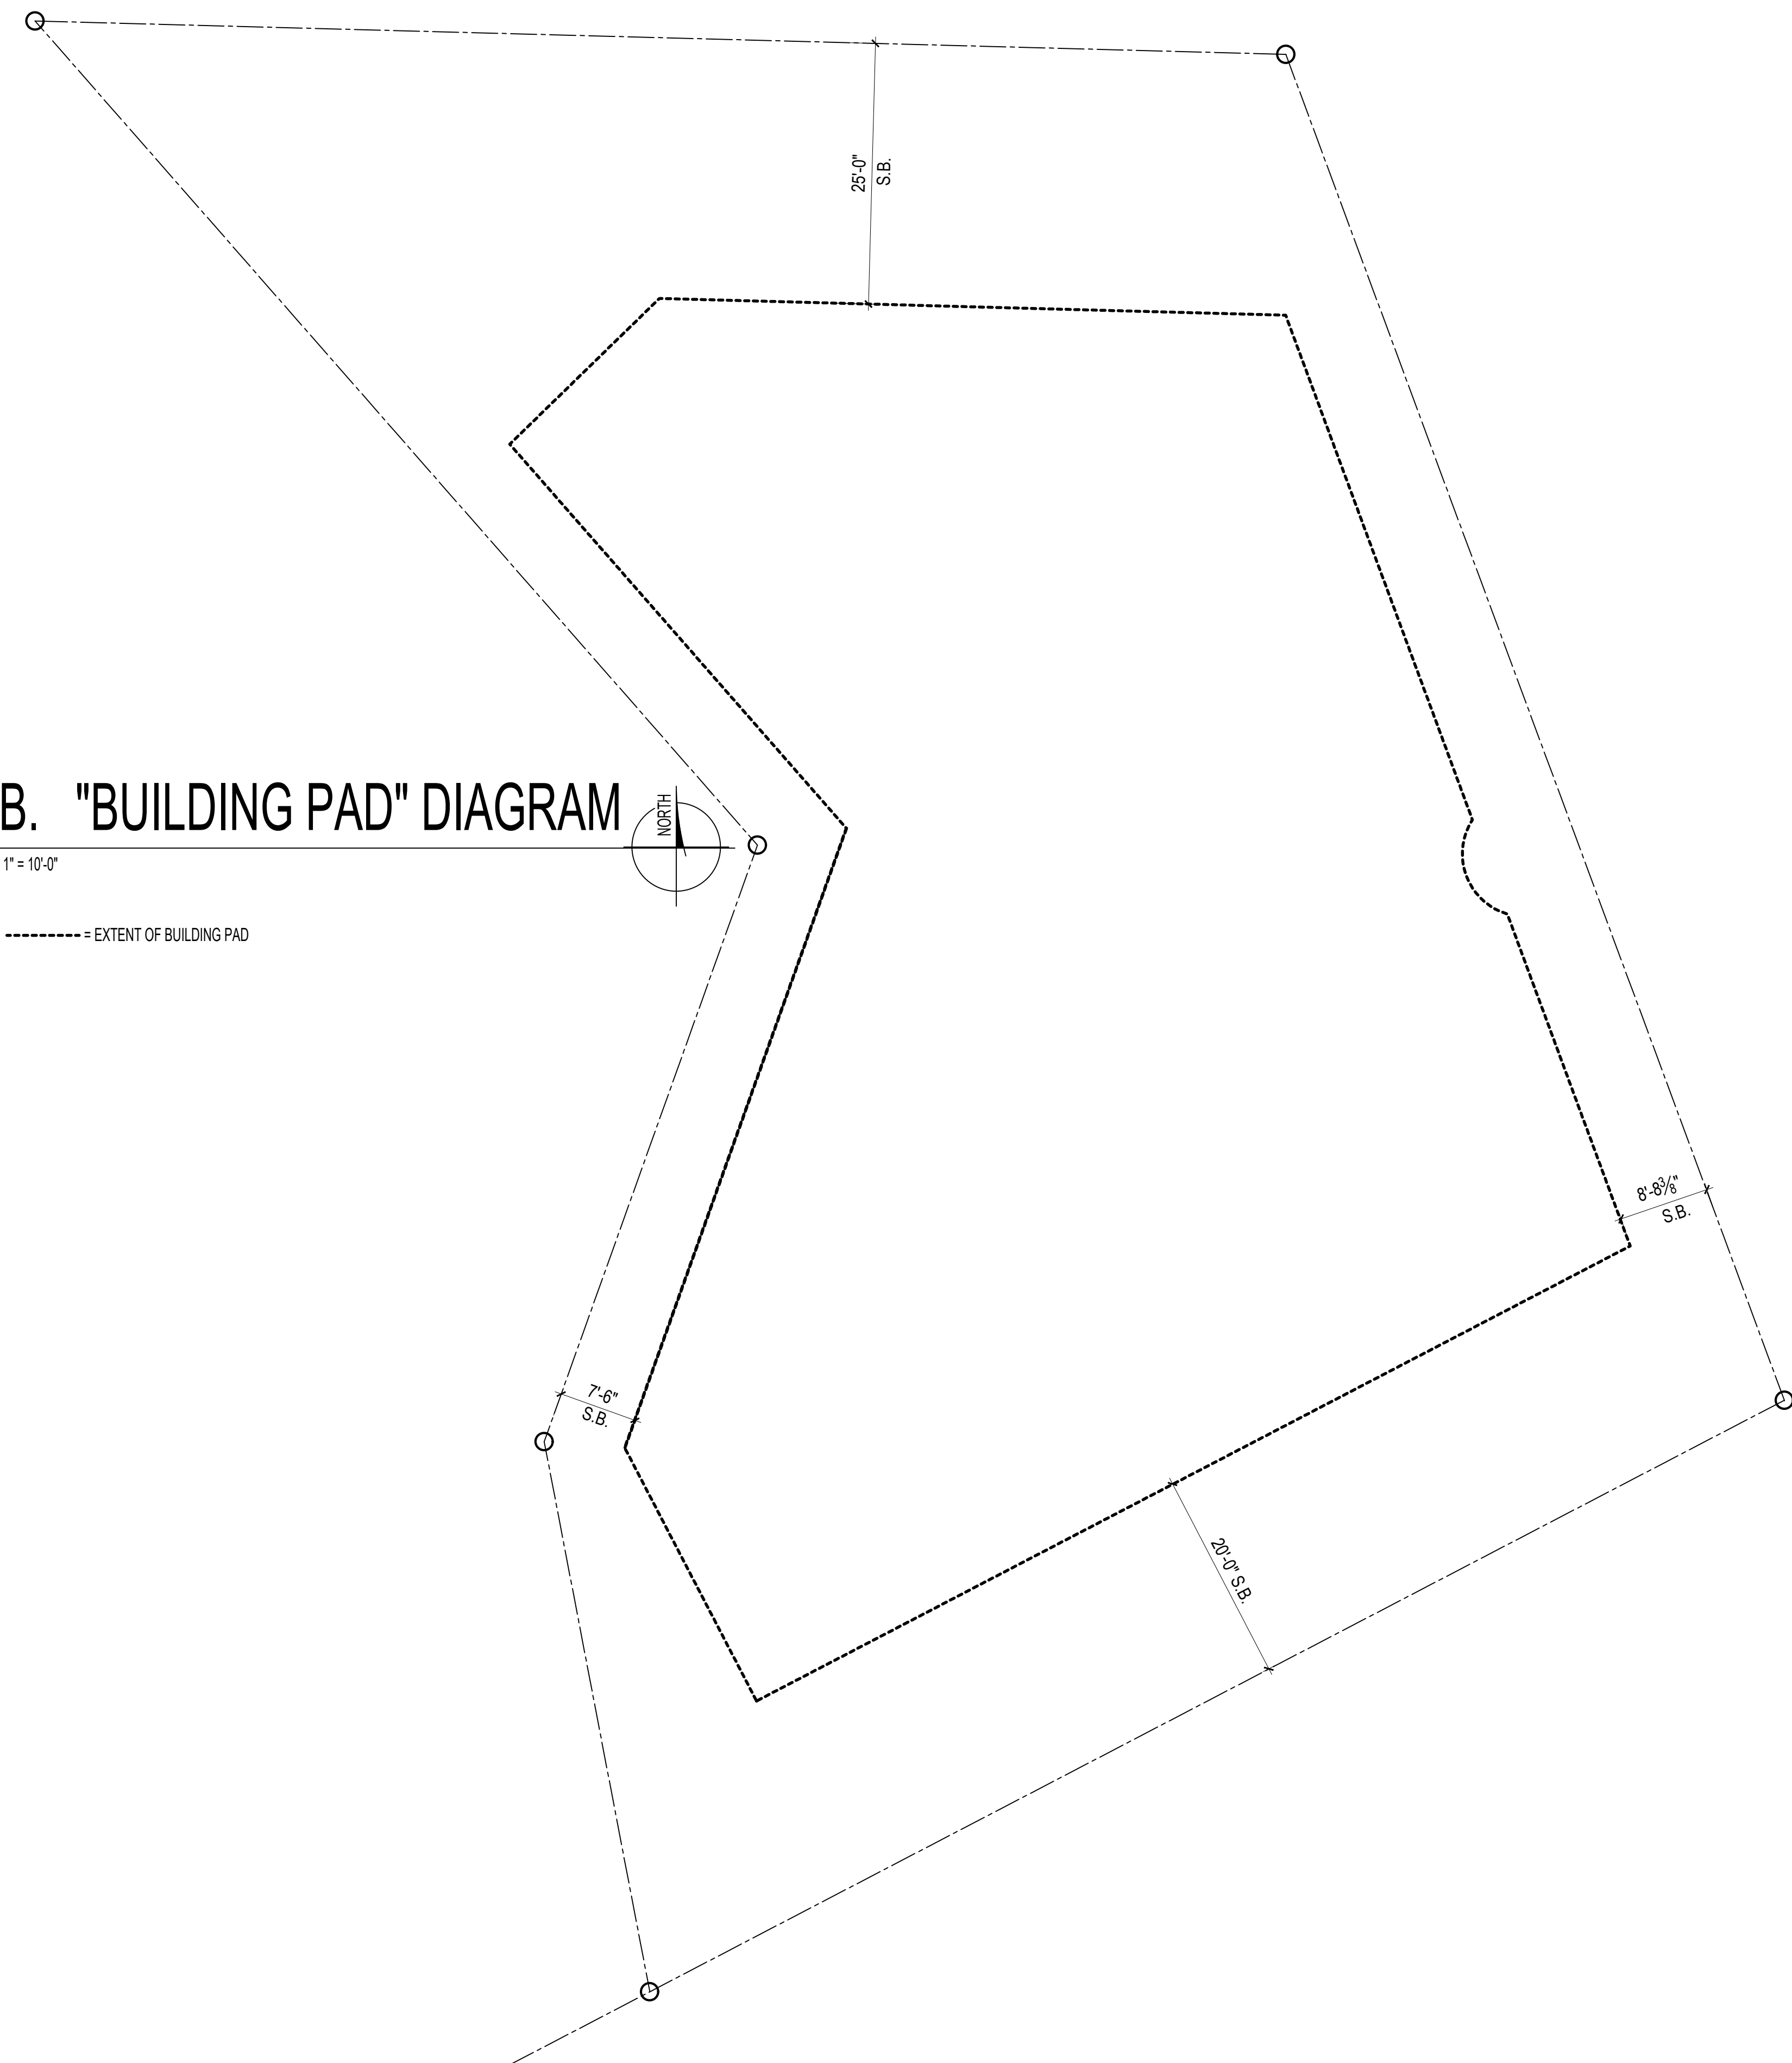 25'-0"
S.B.
B. "BUILDING PAD" DIAGRAM
NORTH
1" = 10'-0"
= EXTENT OF BUILDING PAD
8'-8⅜"
S.B.
7'-6"
S.B.
20'-0" S.B.